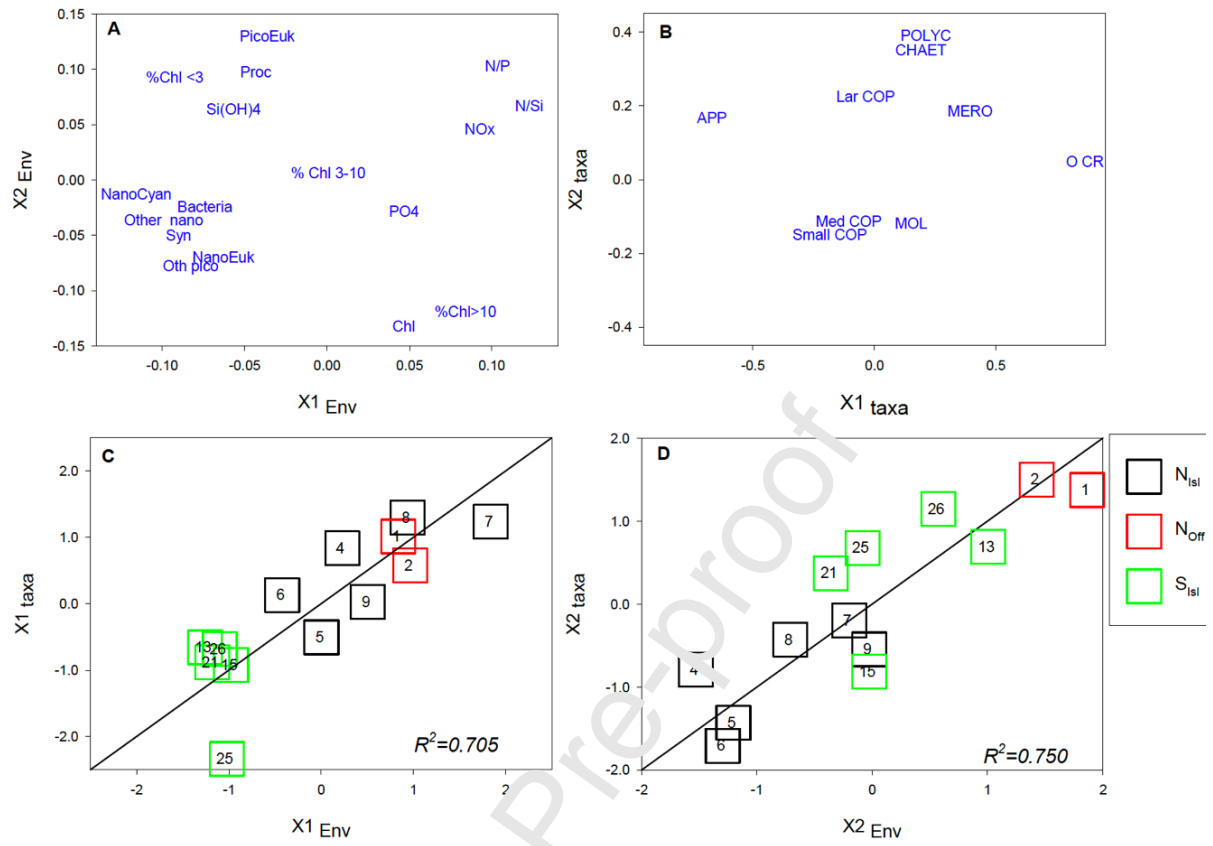 A
0.15
0.10
0.05
0.00
-0.05
-0.10
-0.15
X2 Env
PicoEuk
%Chl <3
Proc
Si(OH)4
N/P
N/Si
NOx
% Chl 3-10
NanoCyan
Bacteria
Other nano
Syn
PO4
NanoEuk
Oth pico
%Chl>10
Chl
-0.10 -0.05 0.00 0.05 0.10
X1 Env
B
0.4
0.2
0.0
-0.2
-0.4
X2 taxa
POLYC
CHAET
Lar COP
APP
MERO
O CR
Med COP
MOL
Small COP
-0.5 0.0 0.5
X1 taxa
C
2.0
1.0
0.0
-1.0
-2.0
X1 taxa
8
7
1
4
2
6
9
5
13
26
21
15
25
R²=0.705
-2 -1 0 1 2
X1 Env
D
2.0
1.0
0.0
-1.0
-2.0
X2 taxa
2
1
26
25
13
21
7
8
9
15
4
5
6
R²=0.750
-2 -1 0 1 2
X2 Env
N Isl
N Off
S Isl
Pre-proof